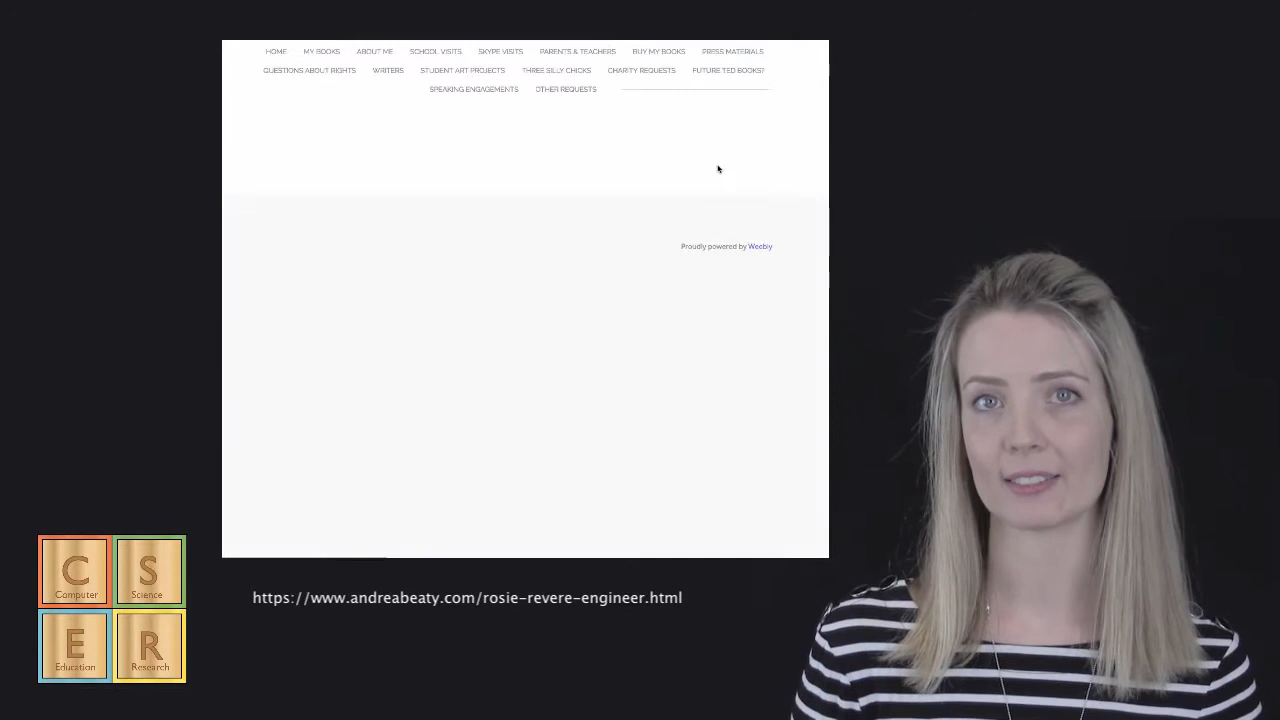 HOME MY BOOKS ABOUT ME SCHOOL VISITS SKYPE VISITS PARENTS & TEACHERS BUY MY BOOKS PRESS MATERIALS
QUESTIONS ABOUT RIGHTS WRITERS STUDENT ART PROJECTS THREE SILLY CHICKS CHARITY REQUESTS FUTURE TED BOOKS?
SPEAKING ENGAGEMENTS OTHER REQUESTS
Proudly powered by Weebly
C S
Computer Science
E R
Education Research
https://www.andreabeaty.com/rosie-revere-engineer.html